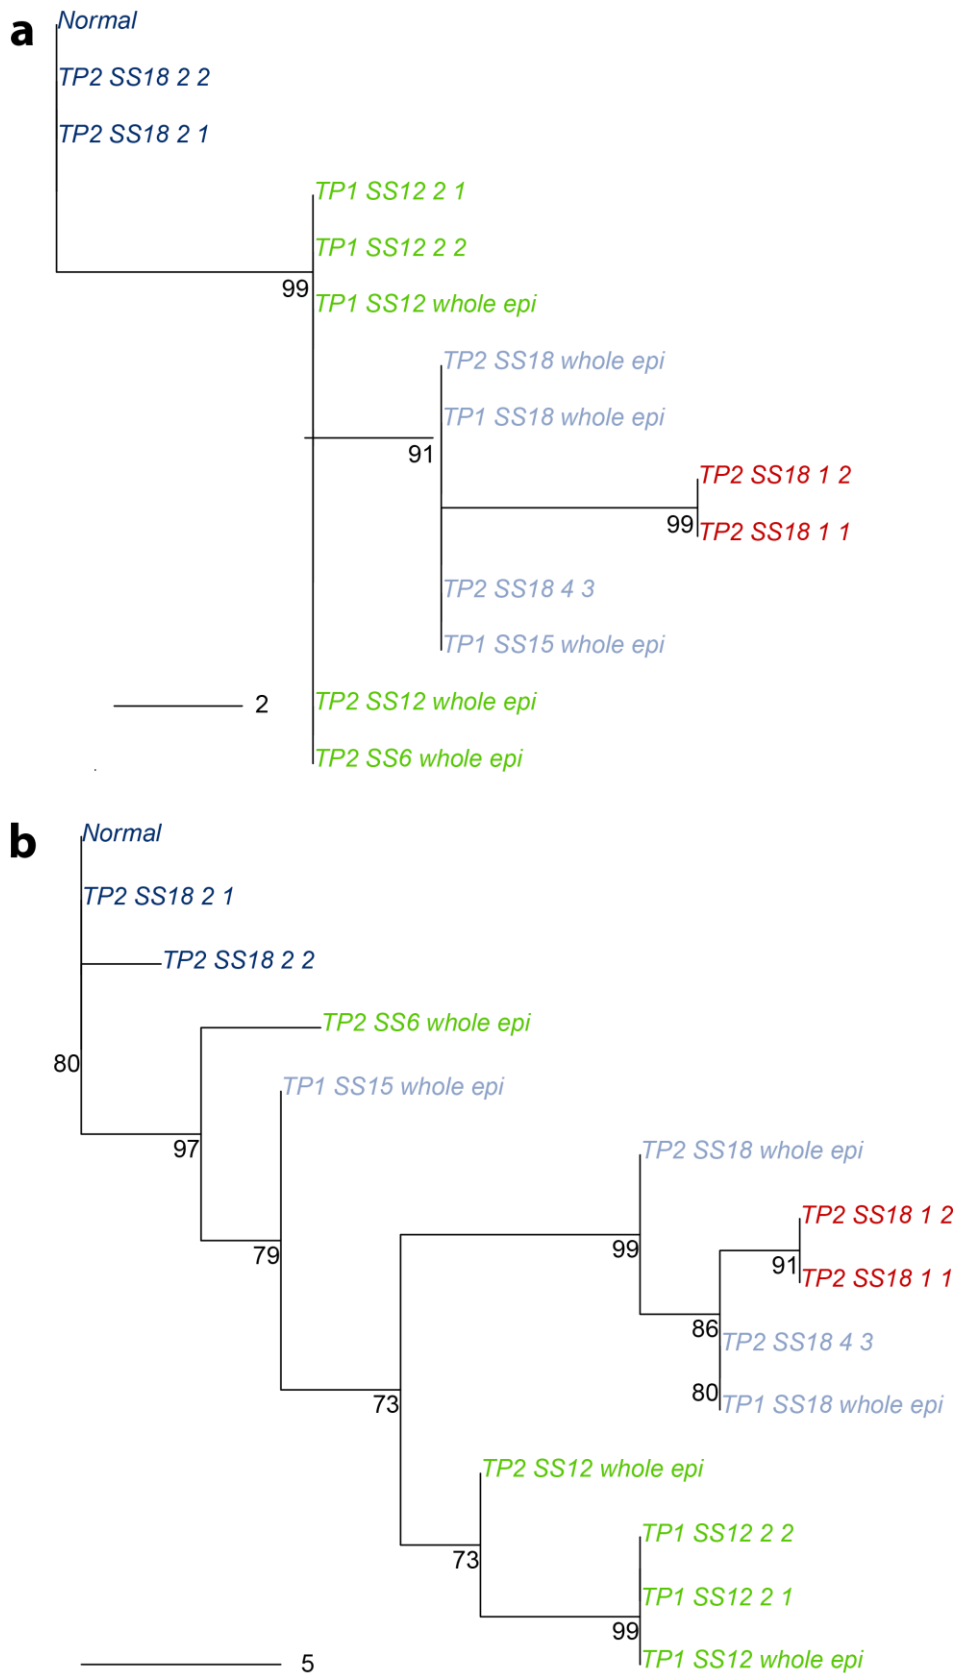 a
Normal
TP2 SS18 2 2
TP2 SS18 2 1
TP1 SS12 2 1
TP1 SS12 2 2
99
TP1 SS12 whole epi
TP2 SS18 whole epi
TP1 SS18 whole epi
91
TP2 SS18 1 2
99
TP2 SS18 1 1
TP2 SS18 4 3
TP1 SS15 whole epi
TP2 SS12 whole epi
2
TP2 SS6 whole epi
b
Normal
TP2 SS18 2 1
TP2 SS18 2 2
TP2 SS6 whole epi
80
TP1 SS15 whole epi
97
TP2 SS18 whole epi
TP2 SS18 1 2
99
79
91
TP2 SS18 1 1
86
TP2 SS18 4 3
80
TP1 SS18 whole epi
73
TP2 SS12 whole epi
TP1 SS12 2 2
73
TP1 SS12 2 1
99
TP1 SS12 whole epi
5